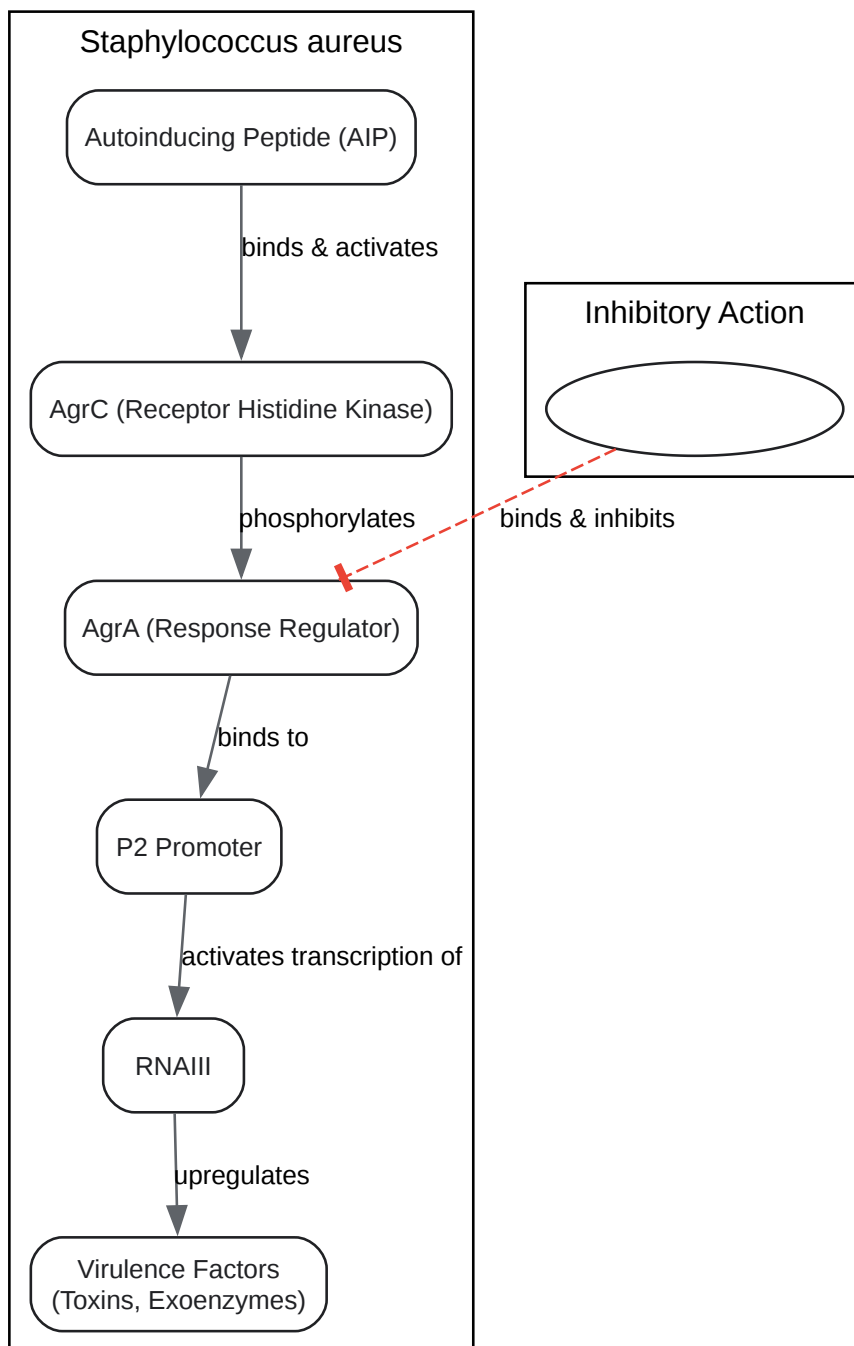 Staphylococcus aureus
Autoinducing Peptide (AIP)
binds & activates
Inhibitory Action
AgrC (Receptor Histidine Kinase)
phosphorylates
binds & inhibits
AgrA (Response Regulator)
binds to
P2 Promoter
activates transcription of
RNAIII
upregulates
Virulence Factors
(Toxins, Exoenzymes)